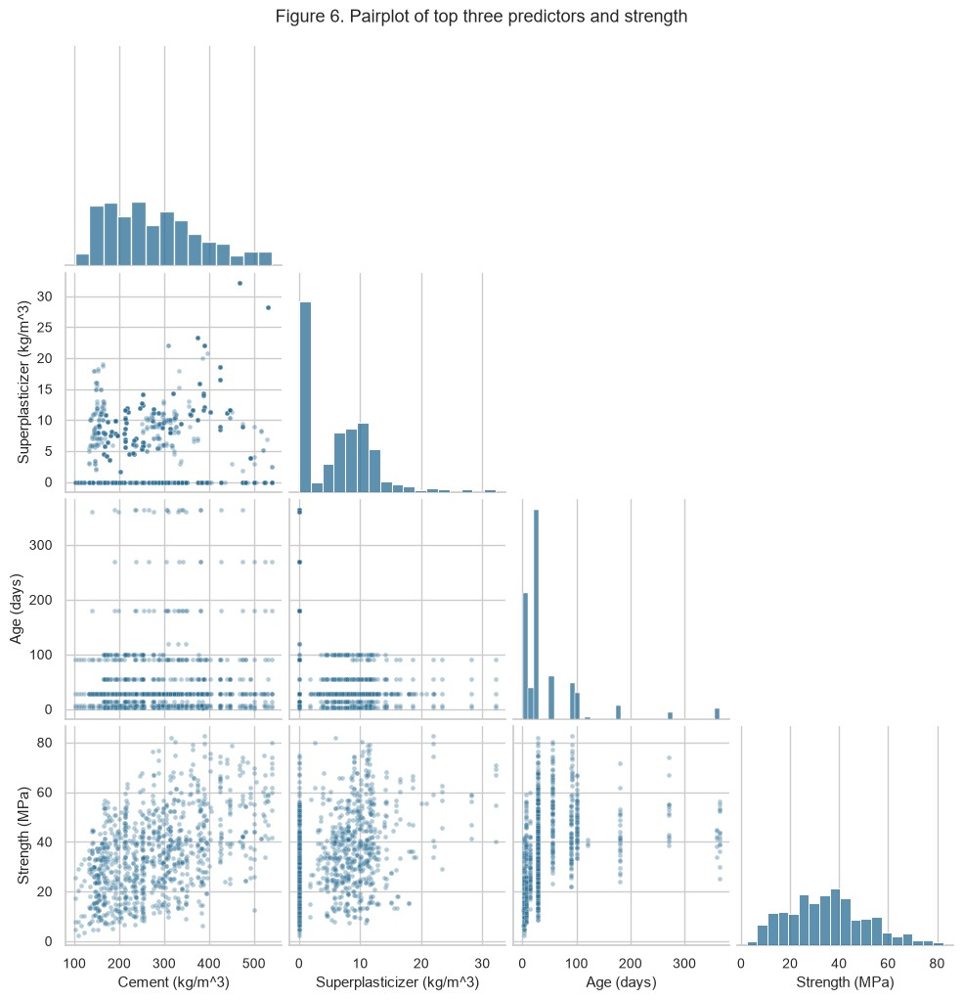 Figure 6. Pairplot of top three predictors and strength
Superplasticizer (kg/m^3)
30
25
20
15
10
5
0
Age (days)
300
200
100
0
Strength (MPa)
80
60
40
20
0
100 200 300 400 500
0 10 20 30
0 100 200 300
0 20 40 60 80
Cement (kg/m^3)
Superplasticizer (kg/m^3)
Age (days)
Strength (MPa)